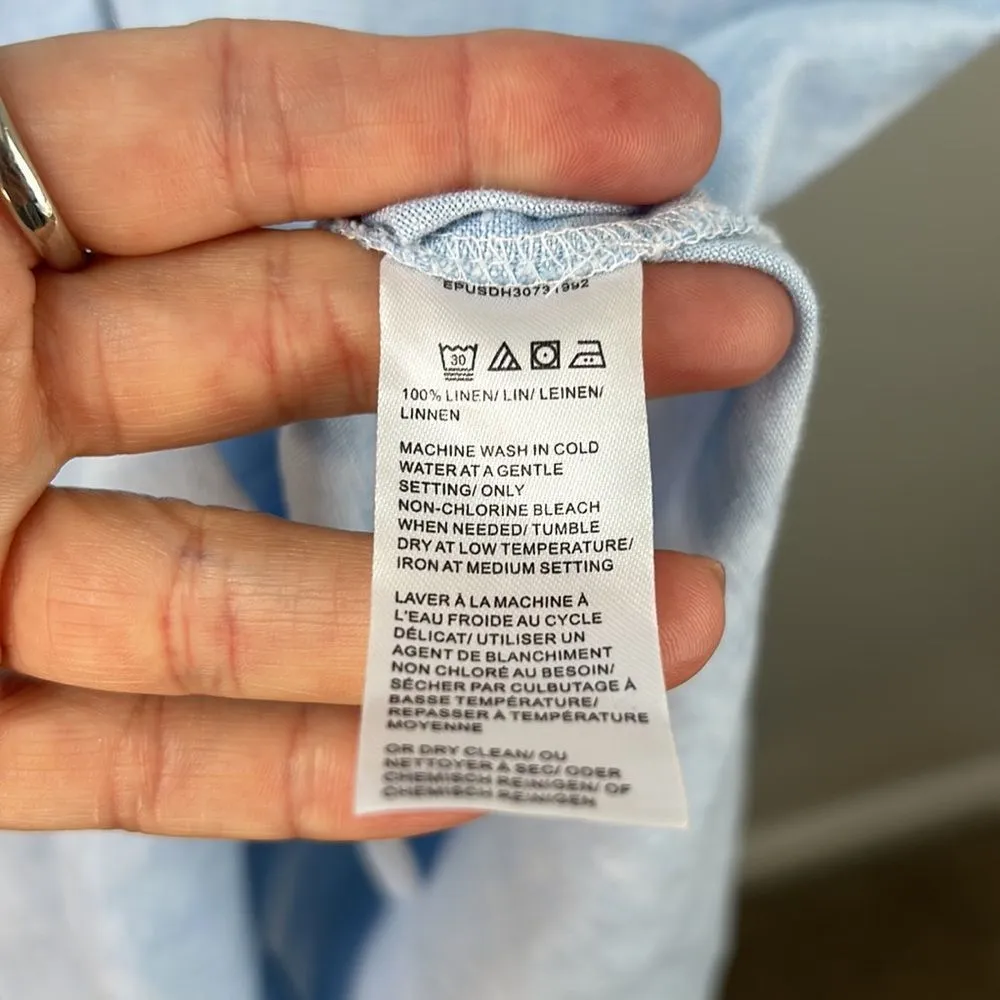 EPUSDH30731992
30
100% LINEN/ LIN/ LEINEN/
LINNEN
MACHINE WASH IN COLD
WATER AT A GENTLE
SETTING/ ONLY
NON-CHLORINE BLEACH
WHEN NEEDED/ TUMBLE
DRY AT LOW TEMPERATURE/
IRON AT MEDIUM SETTING
LAVER À LA MACHINE À
L'EAU FROIDE AU CYCLE
DÉLICAT/ UTILISER UN
AGENT DE BLANCHIMENT
NON CHLORÉ AU BESOIN/
SÉCHER PAR CULBUTAGE À
BASSE TEMPÉRATURE/
REPASSER À TEMPÉRATURE
MOYENNE
OR DRY CLEAN/ OU
NETTOYER À SEC/ ODER
CHEMISCH REINIGEN/ OF
CHEMISCH REINIGEN